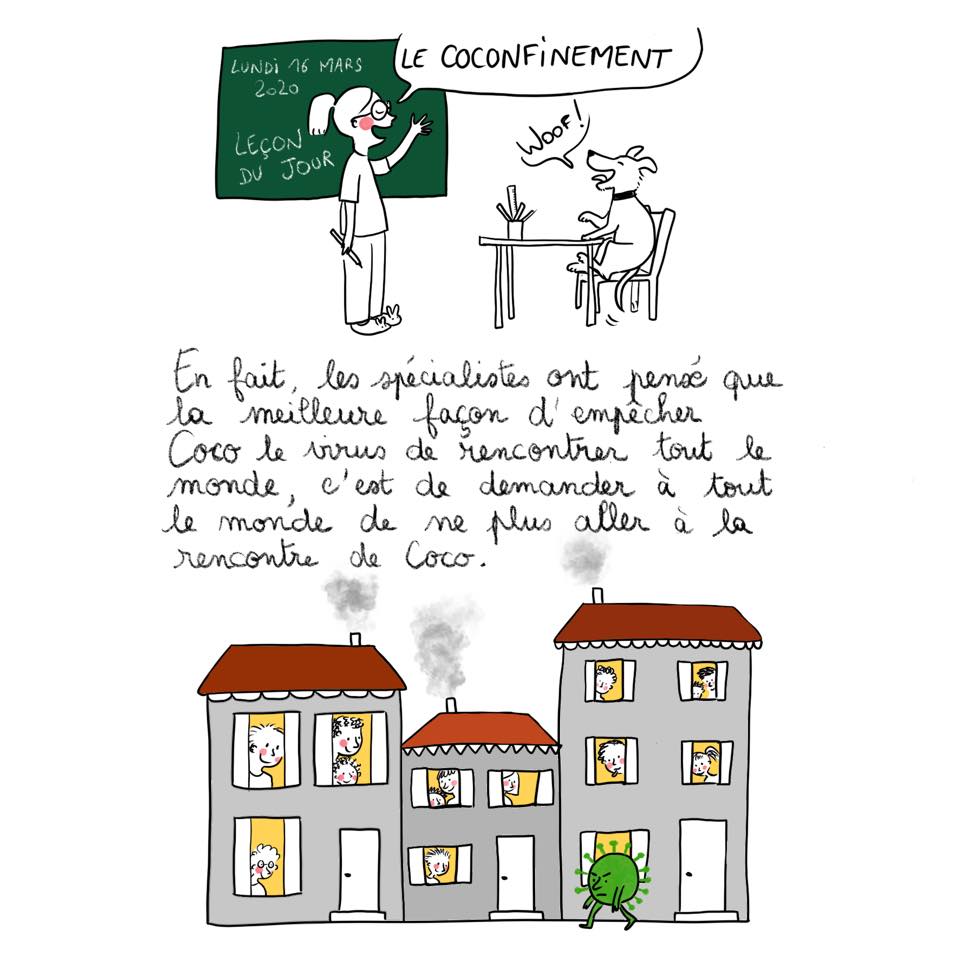 LUNDI 16 MARS
2020
LEÇON
DU JOUR
LE COCONFINEMENT
WOOF!
En fait, les spécialistes ont pensé que
la meilleure façon d'empêcher
Coco le virus de rencontrer tout le
monde, c'est de demander à tout
le monde de ne plus aller à la
rencontre de Coco.